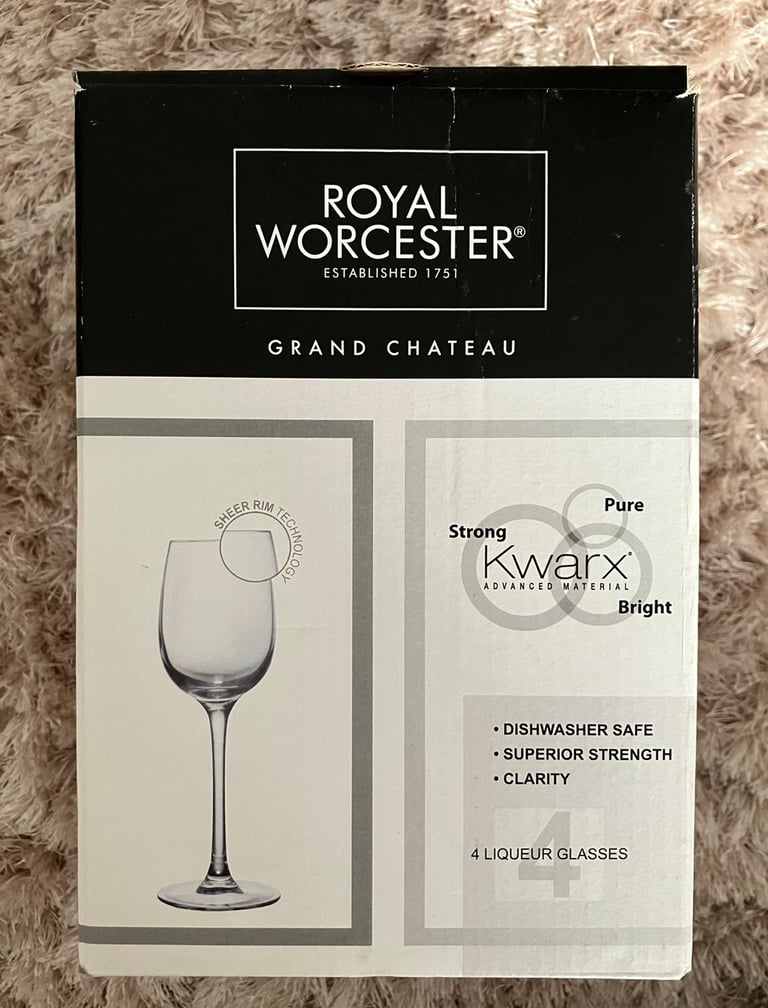 ROYAL
WORCESTER®
ESTABLISHED 1751
GRAND CHATEAU
SHEER RIM TECHNOLOGY
Pure
Strong
Kwarx®
ADVANCED MATERIAL
Bright
• DISHWASHER SAFE
• SUPERIOR STRENGTH
• CLARITY
4
4 LIQUEUR GLASSES